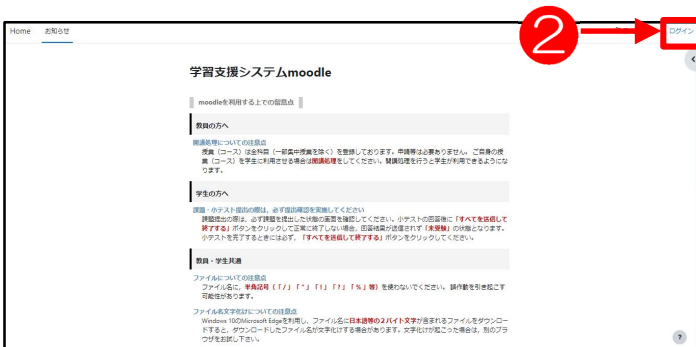 Home お知らせ
2
ログイン
学習支援システムmoodle
moodleを利用する上での留意点
教員の方へ
開講処理についての注意点
授業（コース）は全科目（一部集中授業を除く）を登録しております。申請等は必要ありません。 ご自身の授
業（コース）を学生に利用させる場合は開講処理をしてください。開講処理を行うと学生が利用できるようにな
ります。
学生の方へ
課題・小テスト提出の際は、必ず提出確認を実施してください
課題提出の際は、必ず課題を提出した状態の画面を確認してください。小テストの回答後に「すべてを送信して
終了する」ボタンをクリックして正常に終了しない場合、回答結果が送信されず「未受験」の状態となります。
小テストを完了するときには必ず、「すべてを送信して終了する」ボタンをクリックしてください。
教員・学生共通
ファイルについての注意点
ファイル名に、半角記号（「/」「"」「!」「?」「%」等）を使わないでください。 誤作動を引き起こす
可能性があります。
ファイル名文字化けについての注意点
Windows 10のMicrosoft Edgeを利用し、ファイル名に日本語等の2バイト文字が含まれるファイルをダウンロー
ドすると、ダウンロードしたファイル名が文字化けする場合があります。文字化けが起こった場合は、別のブラ
ウザをお試し下さい。
?